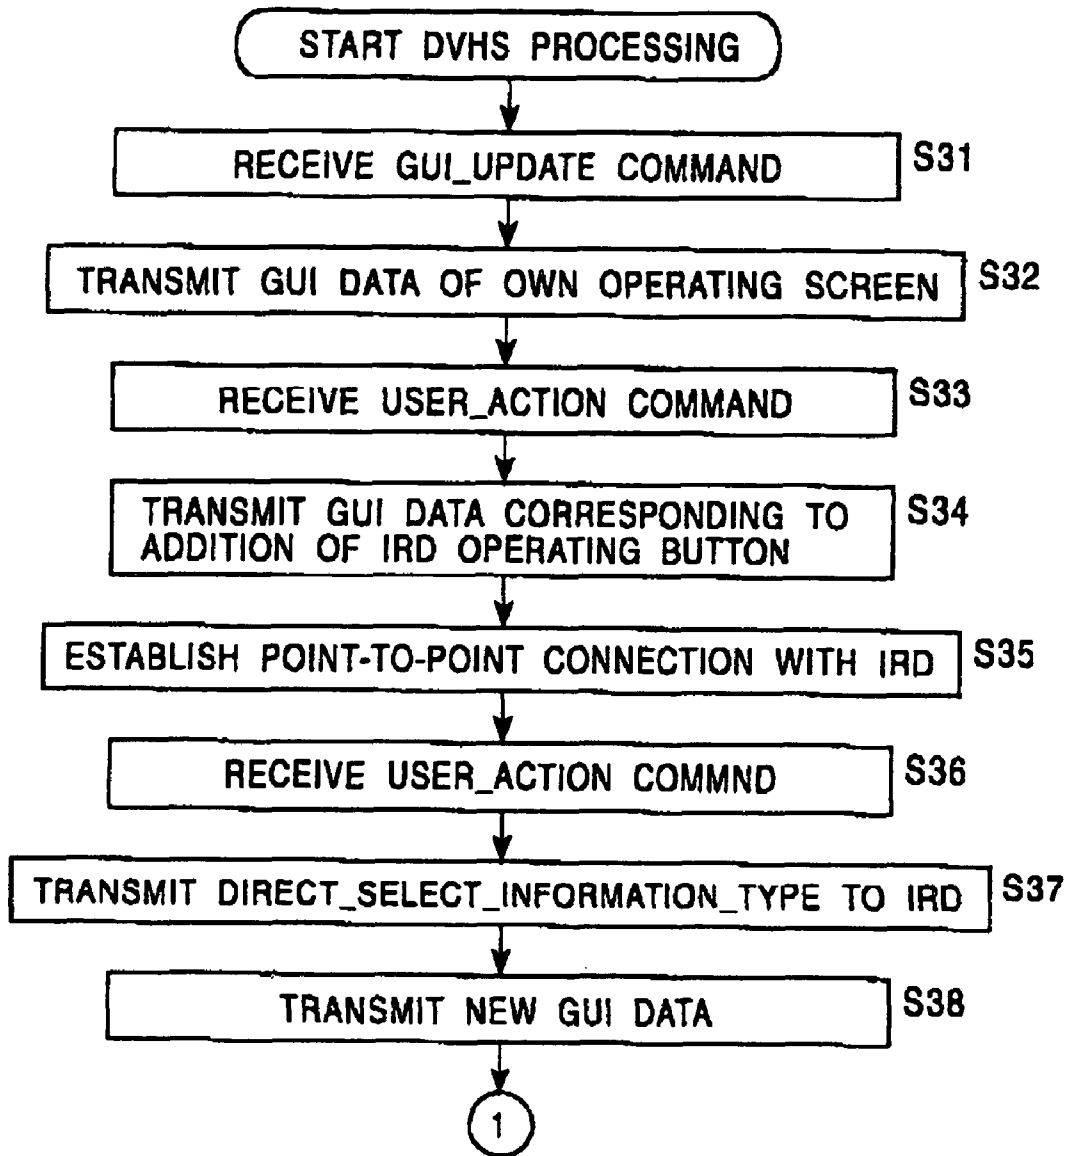 START DVHS PROCESSING
RECEIVE GUI_UPDATE COMMAND S31
TRANSMIT GUI DATA OF OWN OPERATING SCREEN S32
RECEIVE USER_ACTION COMMAND S33
TRANSMIT GUI DATA CORRESPONDING TO S34
ADDITION OF IRD OPERATING BUTTON
ESTABLISH POINT-TO-POINT CONNECTION WITH IRD S35
RECEIVE USER_ACTION COMMND S36
TRANSMIT DIRECT_SELECT_INFORMATION_TYPE TO IRD S37
TRANSMIT NEW GUI DATA S38
1